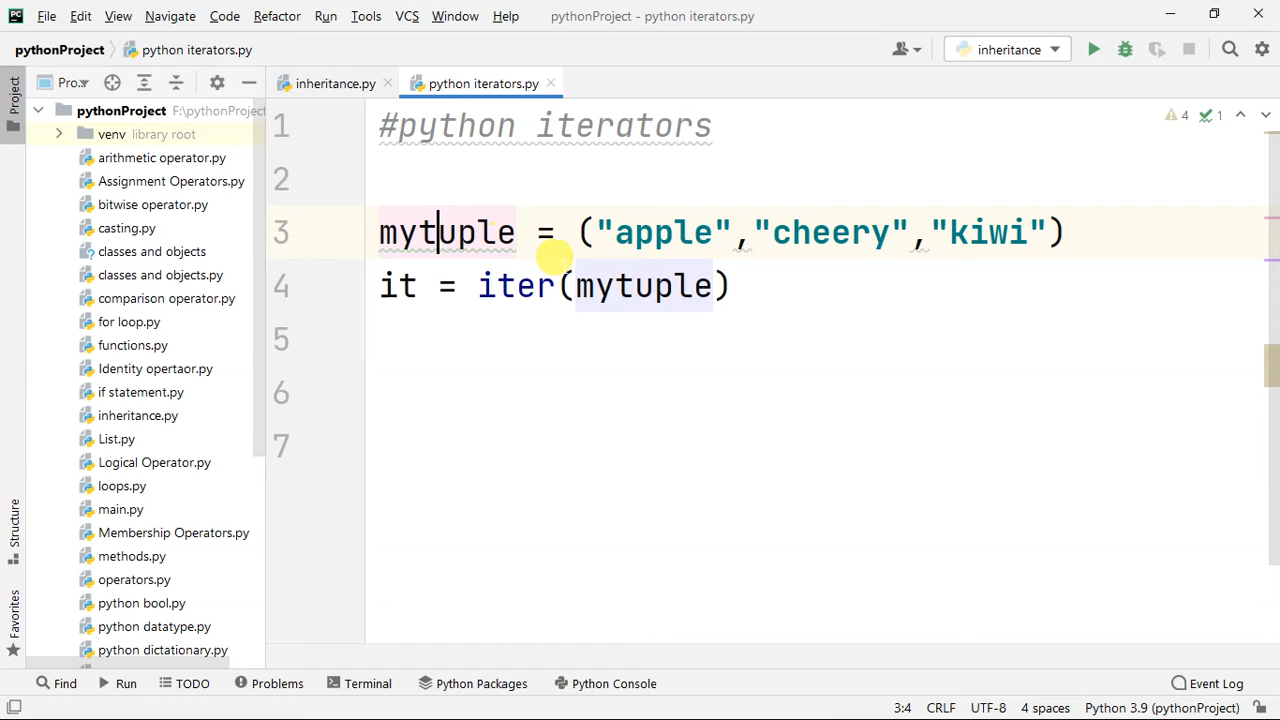 PC File Edit View Navigate Code Refactor Run Tools VCS Window Help pythonProject - python iterators.py
pythonProject python iterators.py inheritance
Project
Pro...
inheritance.py python iterators.py
pythonProject F:\pythonProject
venv library root
arithmetic operator.py
Assignment Operators.py
bitwise operator.py
casting.py
classes and objects
classes and objects.py
comparison operator.py
for loop.py
functions.py
Identity opertaor.py
if statement.py
inheritance.py
List.py
Logical Operator.py
loops.py
main.py
Membership Operators.py
methods.py
operators.py
python bool.py
python datatype.py
python dictationary.py
Structure
Favorites
1 #python iterators
2
3 mytuple = ("apple","cheery","kiwi")
4 it = iter(mytuple)
5
6
7
4 1
Find Run TODO Problems Terminal Python Packages Python Console Event Log
3:4 CRLF UTF-8 4 spaces Python 3.9 (pythonProject)